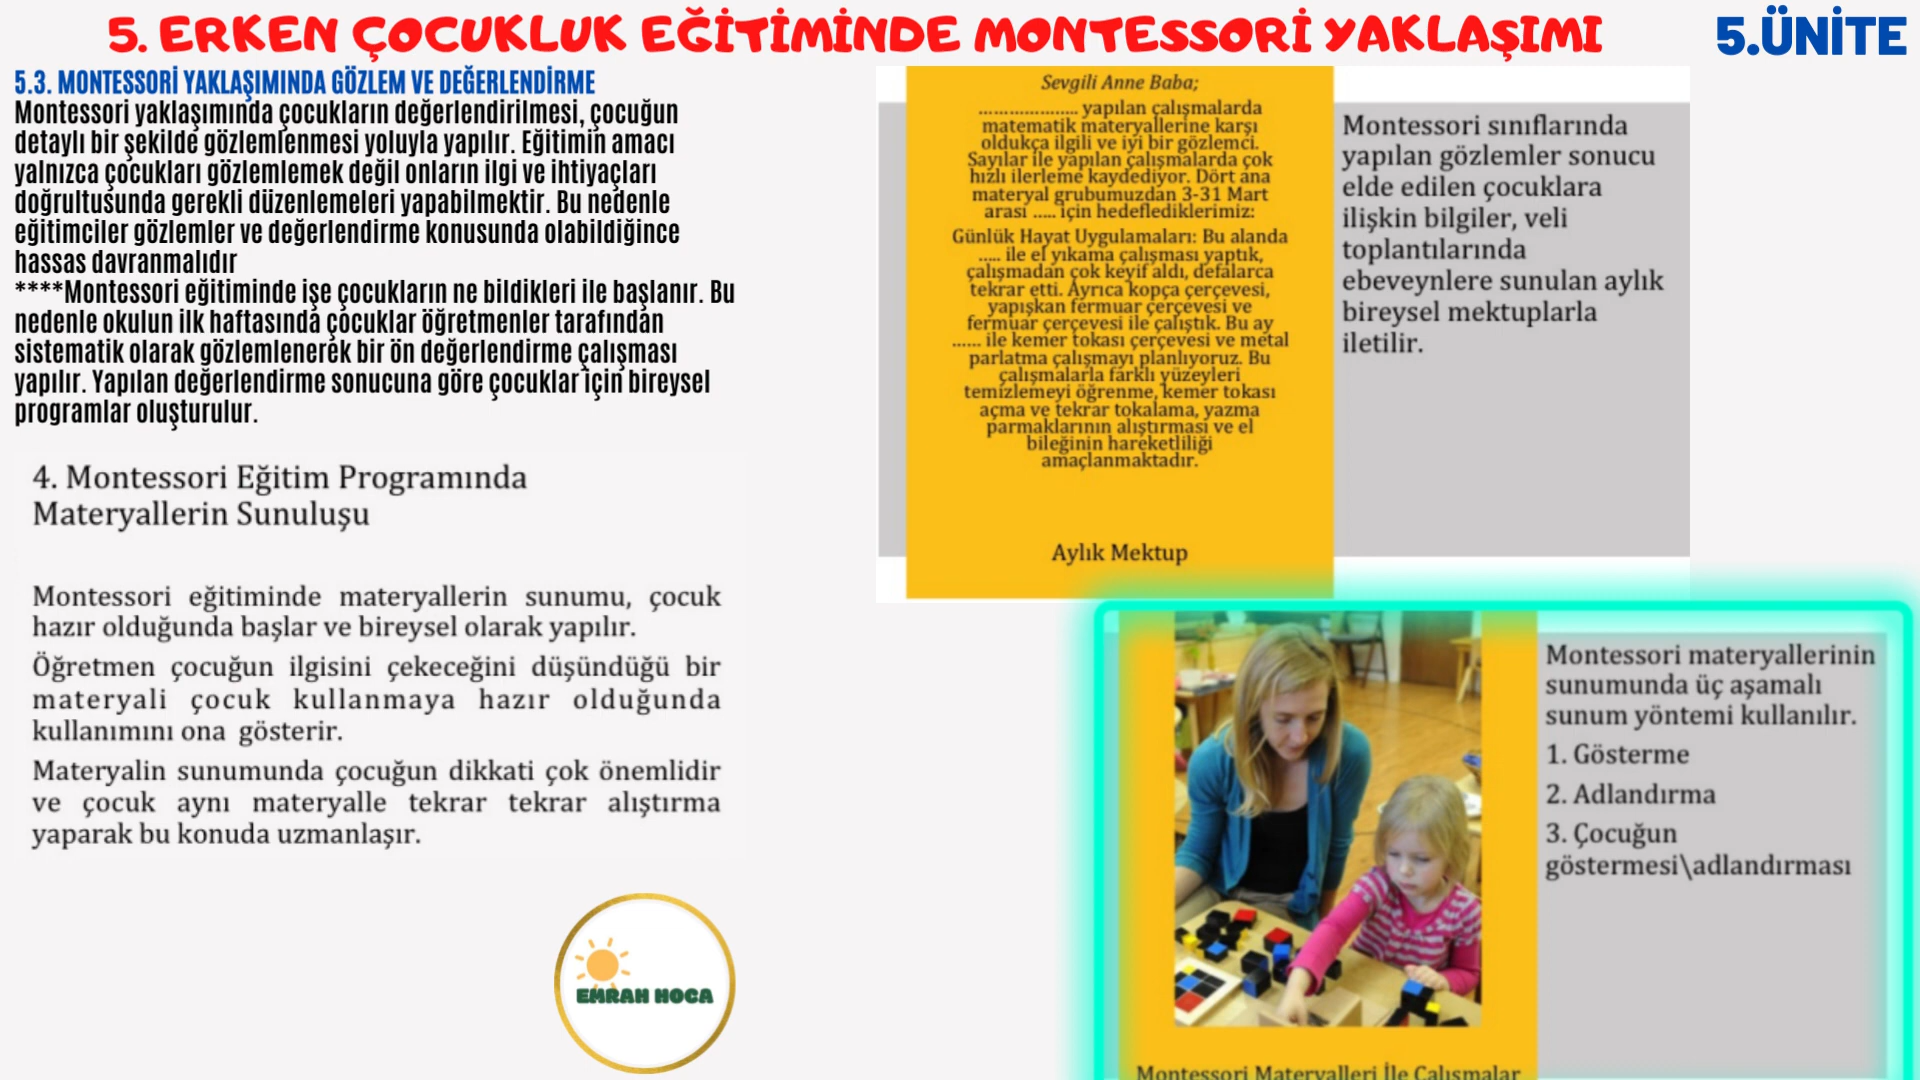 5. ERKEN ÇOCUKLUK EĞİTİMİNDE MONTESSORİ YAKLAŞIMI
5.ÜNİTE
5.3. MONTESSORİ YAKLAŞIMINDA GÖZLEM VE DEĞERLENDİRME
Montessori yaklaşımında çocukların değerlendirilmesi, çocuğun
detaylı bir şekilde gözlemlenmesi yoluyla yapılır. Eğitimin amacı
yalnızca çocukları gözlemlemek değil onların ilgi ve ihtiyaçları
doğrultusunda gerekli düzenlemeleri yapabilmektir. Bu nedenle
eğitimciler gözlemler ve değerlendirme konusunda olabildiğince
hassas davranmalıdır
****Montessori eğitiminde işe çocukların ne bildikleri ile başlanır. Bu
nedenle okulun ilk haftasında çocuklar öğretmenler tarafından
sistematik olarak gözlemlenerek bir ön değerlendirme çalışması
yapılır. Yapılan değerlendirme sonucuna göre çocuklar için bireysel
programlar oluşturulur.
4. Montessori Eğitim Programında
Materyallerin Sunuluşu
Montessori eğitiminde materyallerin sunumu, çocuk
hazır olduğunda başlar ve bireysel olarak yapılır.
Öğretmen çocuğun ilgisini çekeceğini düşündüğü bir
materyali çocuk kullanmaya hazır olduğunda
kullanımını ona gösterir.
Materyalin sunumunda çocuğun dikkati çok önemlidir
ve çocuk aynı materyalle tekrar tekrar alıştırma
yaparak bu konuda uzmanlaşır.
EMRAH HOCA
Sevgili Anne Baba;
.................... yapılan çalışmalarda
matematik materyallerine karşı
oldukça ilgili ve iyi bir gözlemci.
Sayılar ile yapılan çalışmalarda çok
hızlı ilerleme kaydediyor. Dört ana
materyal grubumuzdan 3-31 Mart
arası ..... için hedeflediklerimiz:
Günlük Hayat Uygulamaları: Bu alanda
..... ile el yıkama çalışması yaptık,
çalışmadan çok keyif aldı, defalarca
tekrar etti. Ayrıca kopça çerçevesi,
yapışkan fermuar çerçevesi ve
fermuar çerçevesi ile çalıştık. Bu ay
...... ile kemer tokası çerçevesi ve metal
parlatma çalışmayı planlıyoruz. Bu
çalışmalarla farklı yüzeyleri
temizlemeyi öğrenme, kemer tokası
açma ve tekrar tokalama, yazma
parmaklarının alıştırması ve el
bileğinin hareketliliği
amaçlanmaktadır.
Aylık Mektup
Montessori sınıflarında
yapılan gözlemler sonucu
elde edilen çocuklara
ilişkin bilgiler, veli
toplantılarında
ebeveynlere sunulan aylık
bireysel mektuplarla
iletilir.
Montessori materyallerinin
sunumunda üç aşamalı
sunum yöntemi kullanılır.
1. Gösterme
2. Adlandırma
3. Çocuğun
göstermesi\adlandırması
Montessori Materyalleri İle Çalışmalar